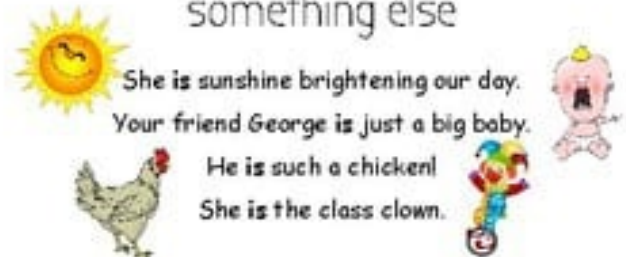 something else
She is sunshine brightening our day.
Your friend George is just a big baby.
He is such a chicken!
She is the class clown.